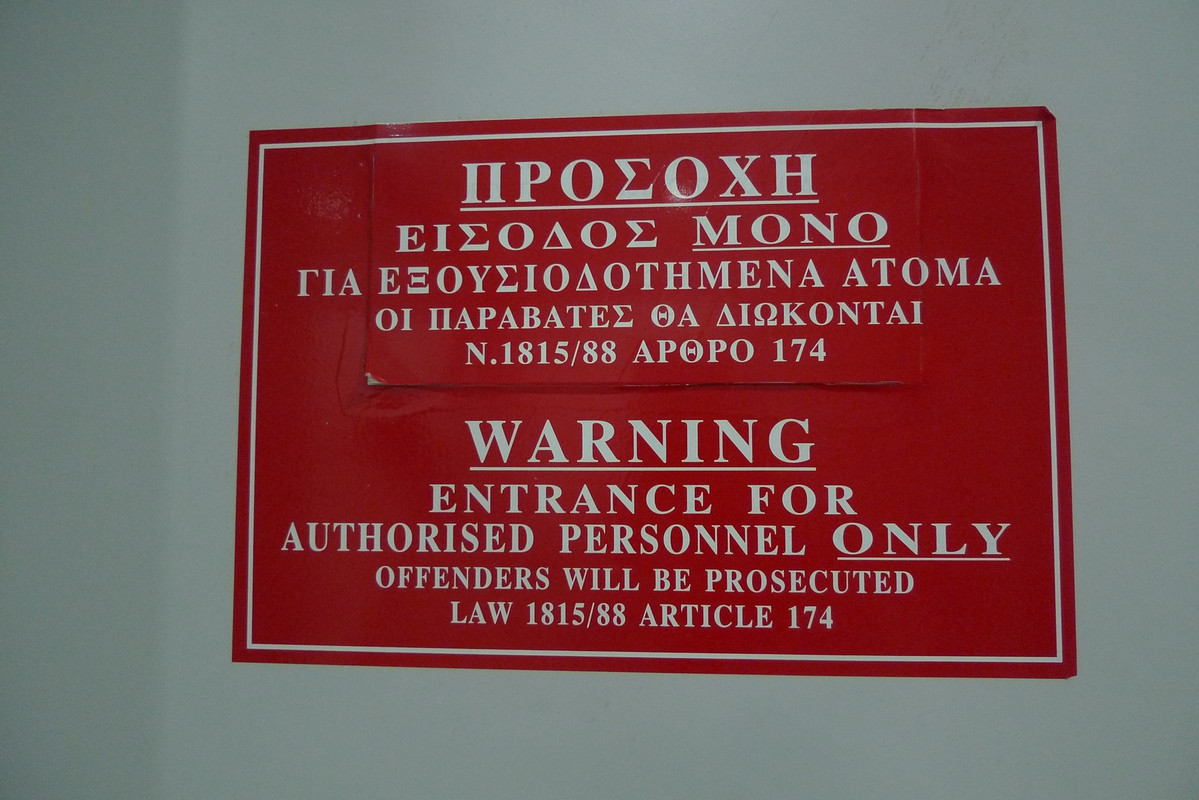 ΠΡΟΣΟΧΗ
ΕΙΣΟΔΟΣ ΜΟΝΟ
ΓΙΑ ΕΞΟΥΣΙΟΔΟΤΗΜΕΝΑ ΑΤΟΜΑ
ΟΙ ΠΑΡΑΒΑΤΕΣ ΘΑ ΔΙΩΚΟΝΤΑΙ
Ν.1815/88 ΑΡΘΡΟ 174
WARNING
ENTRANCE FOR
AUTHORISED PERSONNEL ONLY
OFFENDERS WILL BE PROSECUTED
LAW 1815/88 ARTICLE 174